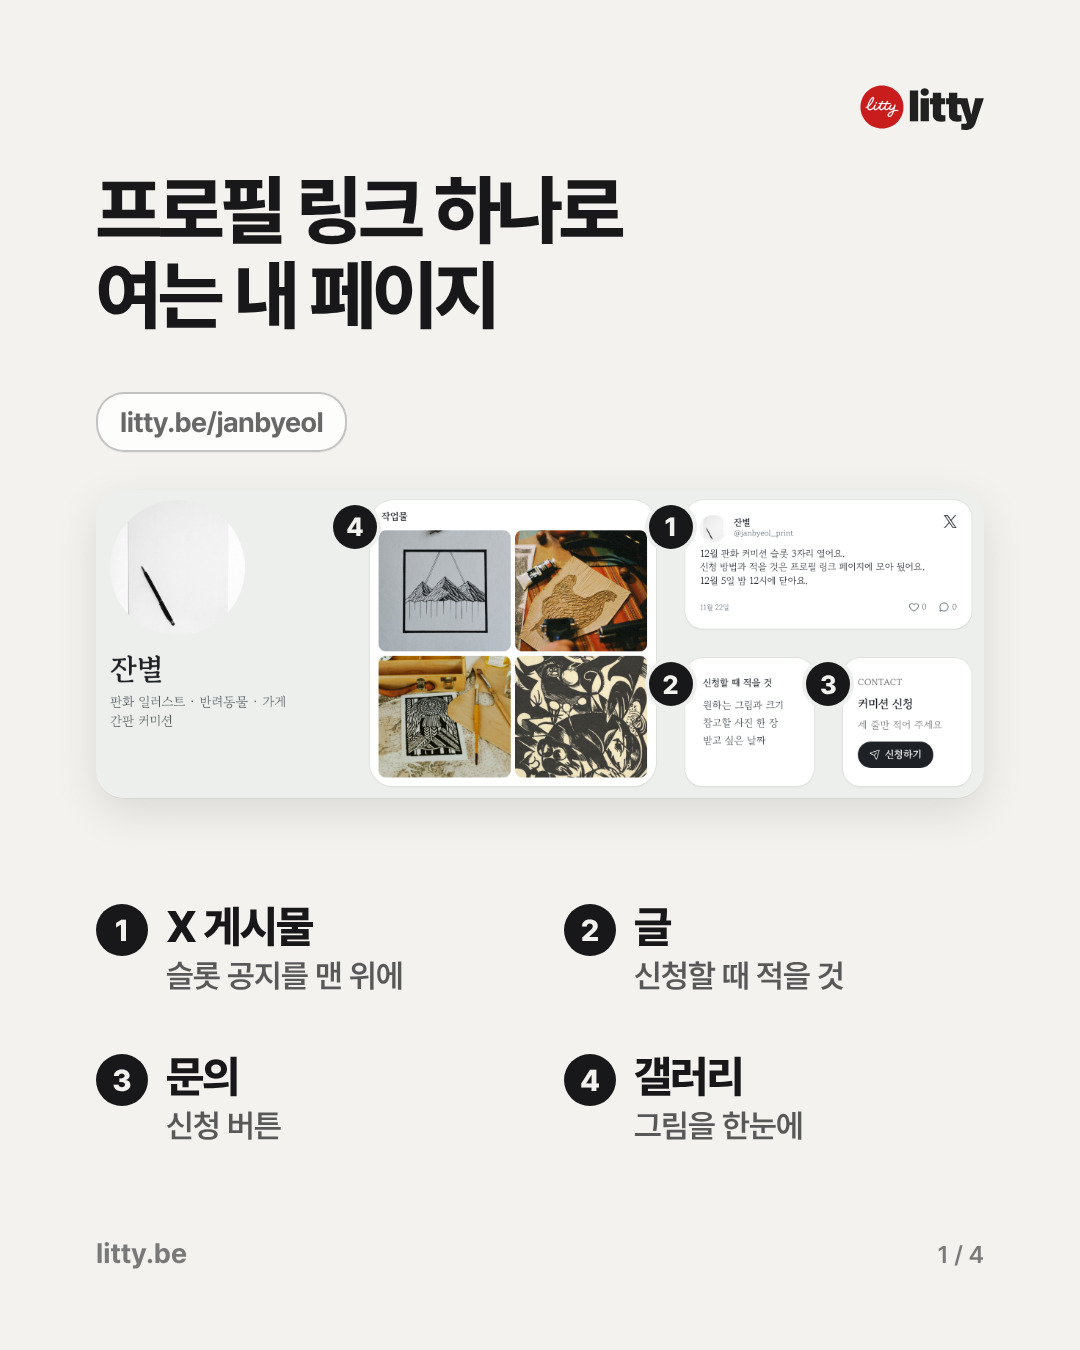 litty litty
프로필 링크 하나로
여는 내 페이지
litty.be/janbyeol
잔별
판화 일러스트 · 반려동물 · 가게
간판 커미션
4
작업물
1
잔별
@janbyeol_print
12월 판화 커미션 슬롯 3자리 열어요.
신청 방법과 적을 것은 프로필 링크 페이지에 모아 뒀어요.
12월 5일 밤 12시에 닫아요.
11월 22일
0 0
2
신청할 때 적을 것
원하는 그림과 크기
참고할 사진 한 장
받고 싶은 날짜
3
CONTACT
커미션 신청
세 줄만 적어 주세요
신청하기
1 X 게시물
슬롯 공지를 맨 위에
2 글
신청할 때 적을 것
3 문의
신청 버튼
4 갤러리
그림을 한눈에
litty.be
1 / 4